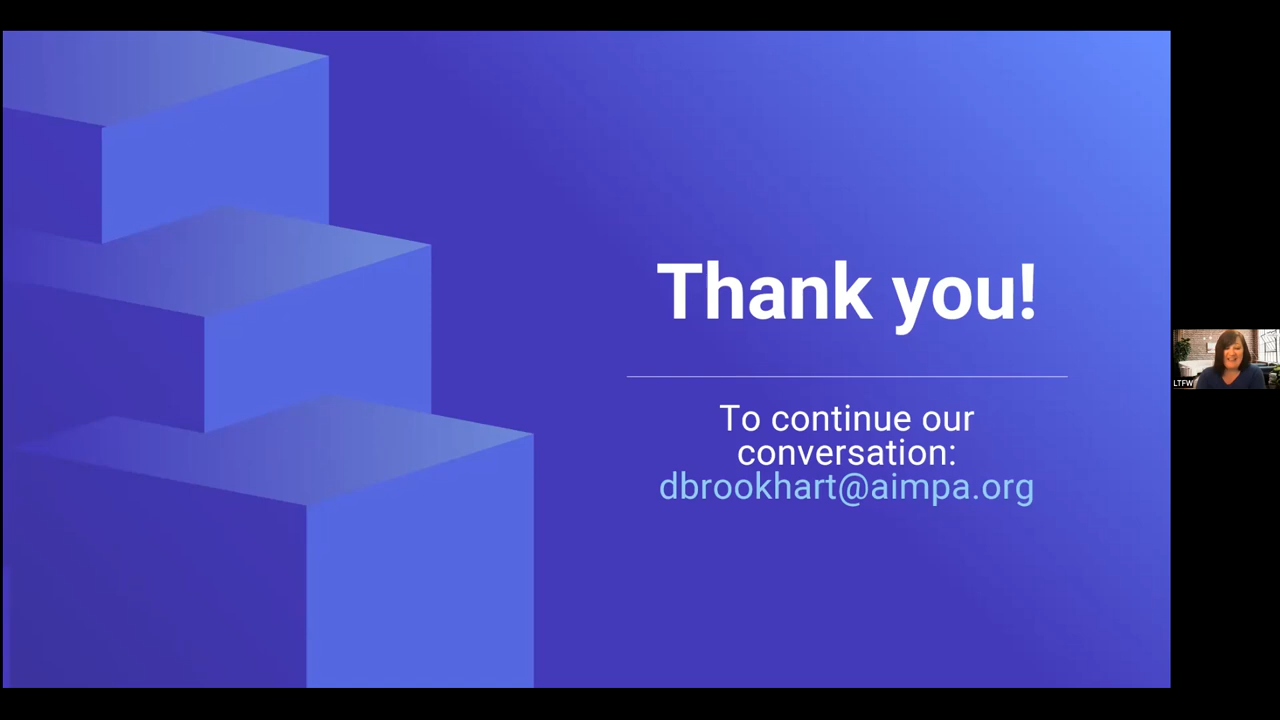 Thank you!
To continue our
conversation:
dbrookhart@aimpa.org
LTFW